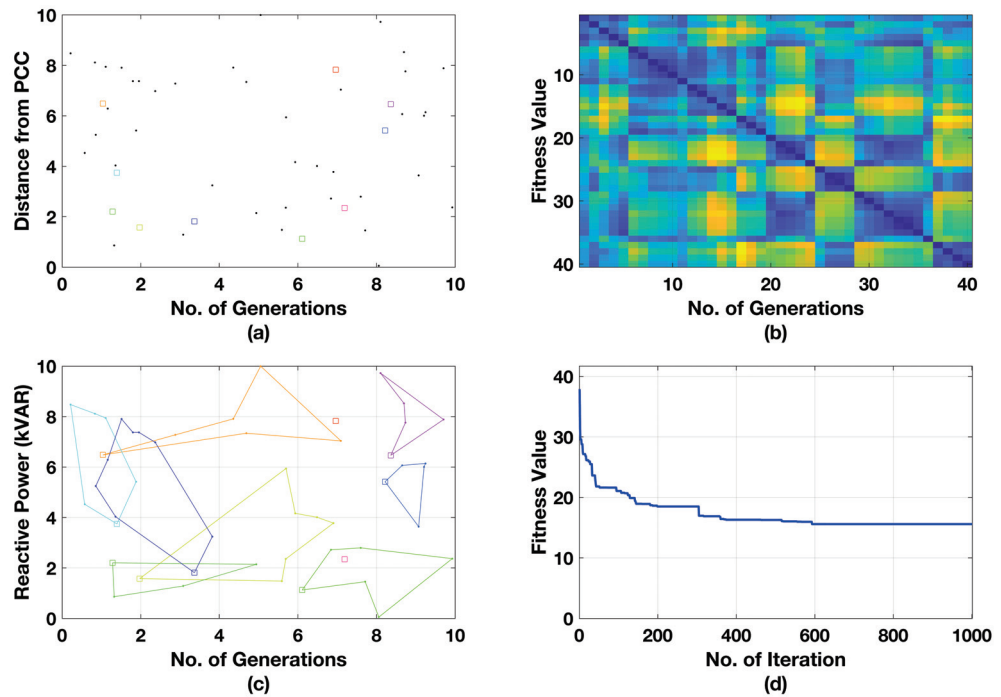 10
8
6
4
2
0
Distance from PCC
0 2 4 6 8 10
No. of Generations
(a)
10
20
30
40
Fitness Value
10 20 30 40
No. of Generations
(b)
10
8
6
4
2
0
Reactive Power (kVAR)
0 2 4 6 8 10
No. of Generations
(c)
40
30
20
10
0
Fitness Value
0 200 400 600 800 1000
No. of Iteration
(d)